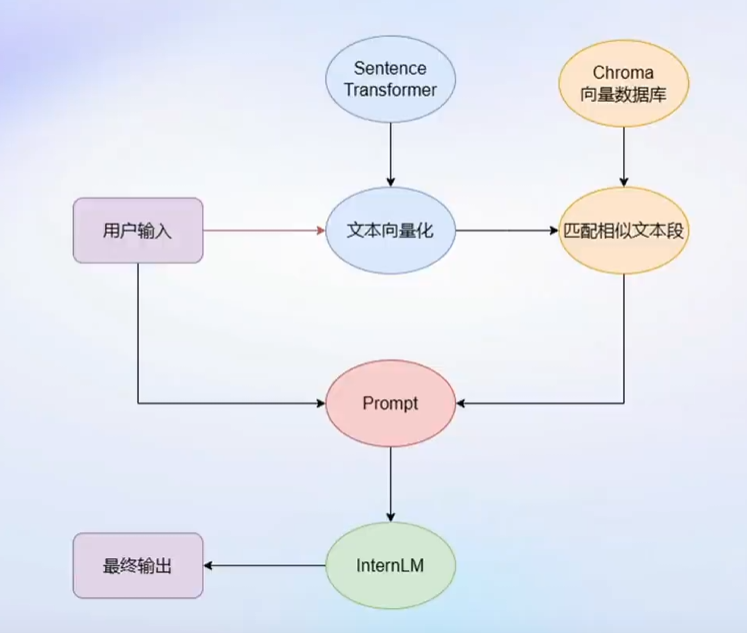 Sentence
Transformer
Chroma
向量数据库
用户输入
文本向量化
匹配相似文本段
Prompt
最终输出
InternLM